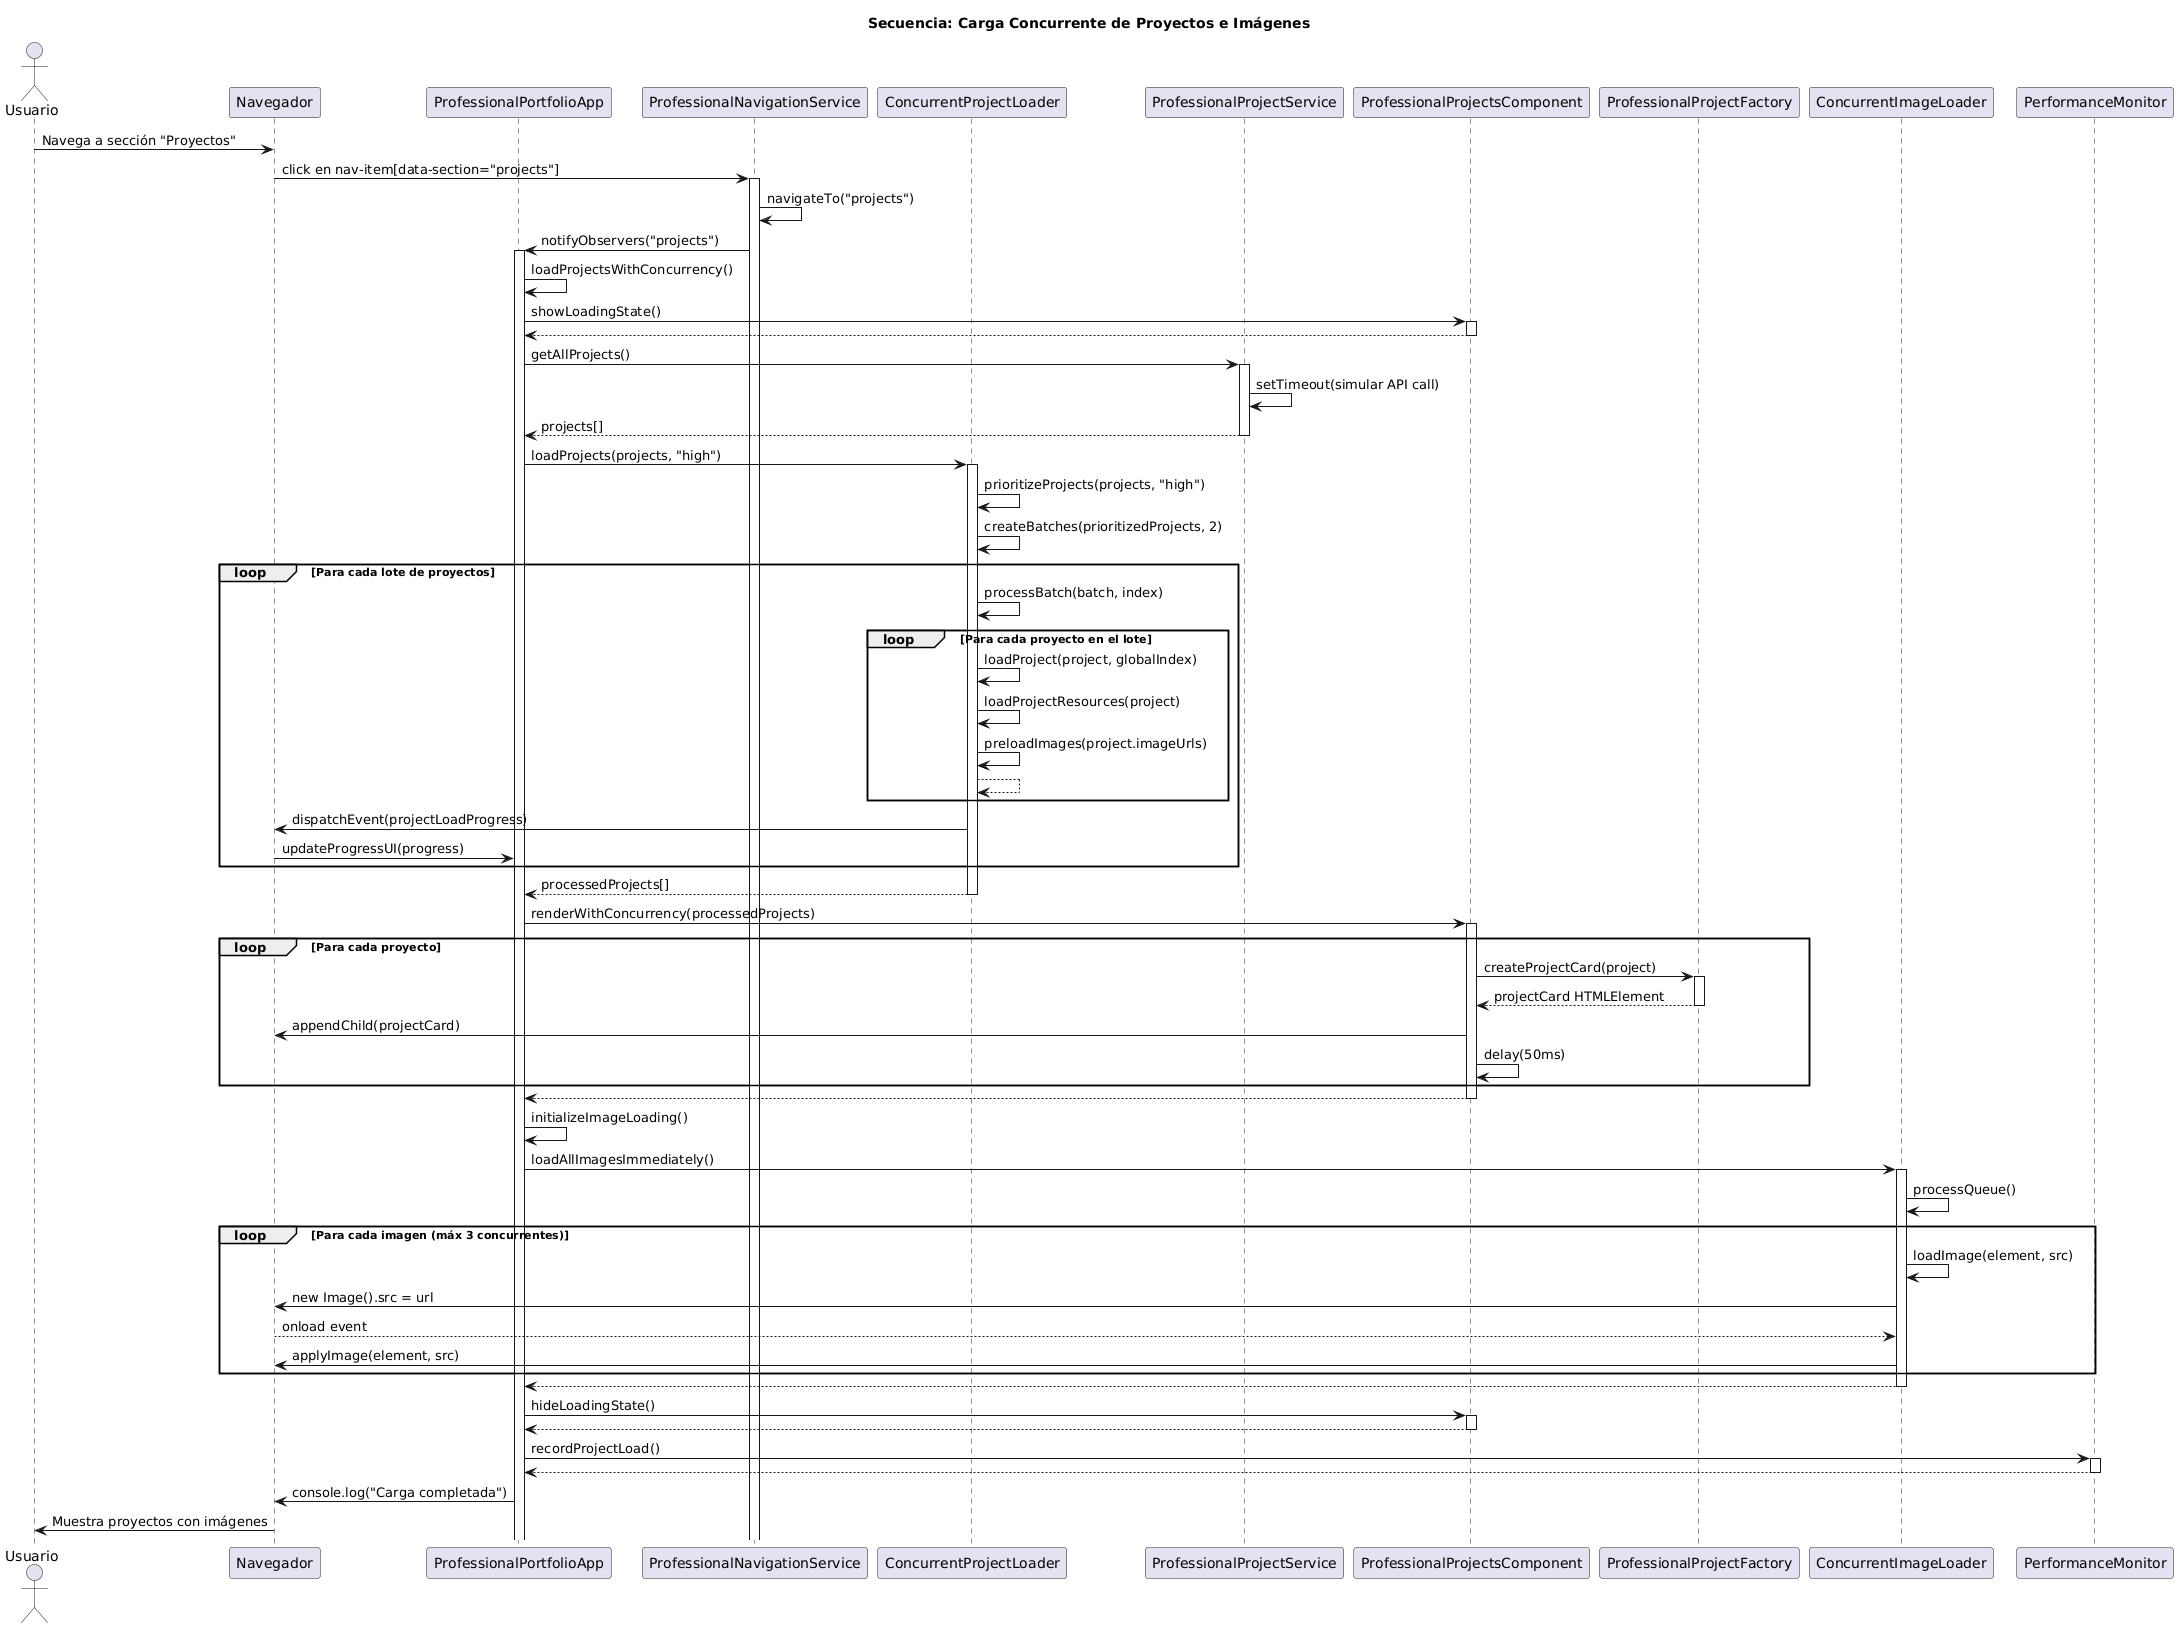 Secuencia: Carga Concurrente de Proyectos e Imágenes
Usuario
Navegador
ProfessionalPortfolioApp
ProfessionalNavigationService
ConcurrentProjectLoader
ProfessionalProjectService
ProfessionalProjectsComponent
ProfessionalProjectFactory
ConcurrentImageLoader
PerformanceMonitor
Navega a sección "Proyectos"
click en nav-item[data-section="projects"]
navigateTo("projects")
notifyObservers("projects")
loadProjectsWithConcurrency()
showLoadingState()
getAllProjects()
setTimeout(simular API call)
projects[]
loadProjects(projects, "high")
prioritizeProjects(projects, "high")
createBatches(prioritizedProjects, 2)
loop [Para cada lote de proyectos]
processBatch(batch, index)
loop [Para cada proyecto en el lote]
loadProject(project, globalIndex)
loadProjectResources(project)
preloadImages(project.imageUrls)
dispatchEvent(projectLoadProgress)
updateProgressUI(progress)
processedProjects[]
renderWithConcurrency(processedProjects)
loop [Para cada proyecto]
createProjectCard(project)
projectCard HTMLElement
appendChild(projectCard)
delay(50ms)
initializeImageLoading()
loadAllImagesImmediately()
processQueue()
loop [Para cada imagen (máx 3 concurrentes)]
loadImage(element, src)
new Image().src = url
onload event
applyImage(element, src)
hideLoadingState()
recordProjectLoad()
console.log("Carga completada")
Muestra proyectos con imágenes
Usuario
Navegador
ProfessionalPortfolioApp
ProfessionalNavigationService
ConcurrentProjectLoader
ProfessionalProjectService
ProfessionalProjectsComponent
ProfessionalProjectFactory
ConcurrentImageLoader
PerformanceMonitor